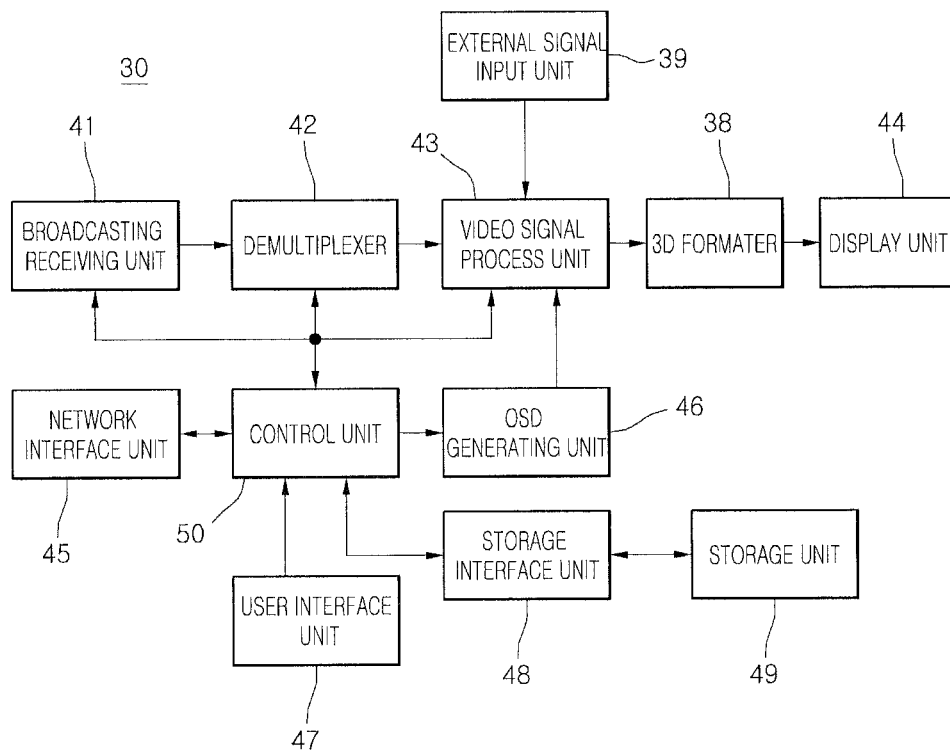 30
EXTERNAL SIGNAL
INPUT UNIT
39
41
42
43
38
44
BROADCASTING
RECEIVING UNIT
DEMULTIPLEXER
VIDEO SIGNAL
PROCESS UNIT
3D FORMATER
DISPLAY UNIT
NETWORK
INTERFACE UNIT
CONTROL UNIT
OSD
GENERATING UNIT
46
45
50
STORAGE
INTERFACE UNIT
STORAGE UNIT
USER INTERFACE
UNIT
48
49
47